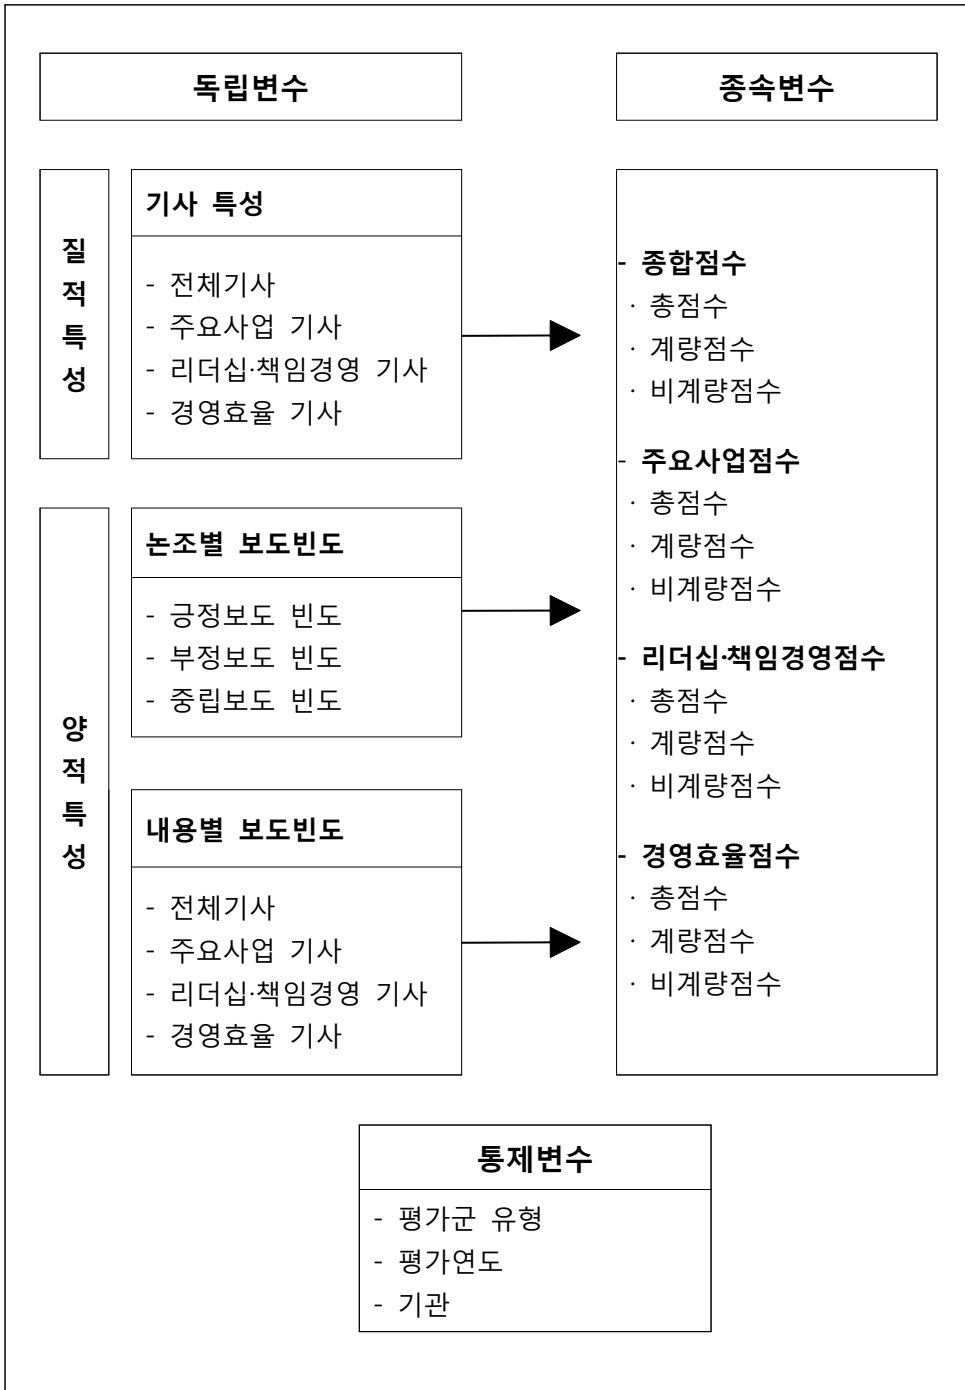 독립변수
종속변수
질적특성
기사 특성
- 전체기사
- 주요사업 기사
- 리더십·책임경영 기사
- 경영효율 기사
양적특성
논조별 보도빈도
- 긍정보도 빈도
- 부정보도 빈도
- 중립보도 빈도
내용별 보도빈도
- 전체기사
- 주요사업 기사
- 리더십·책임경영 기사
- 경영효율 기사
- 종합점수
· 총점수
· 계량점수
· 비계량점수
- 주요사업점수
· 총점수
· 계량점수
· 비계량점수
- 리더십·책임경영점수
· 총점수
· 계량점수
· 비계량점수
- 경영효율점수
· 총점수
· 계량점수
· 비계량점수
통제변수
- 평가군 유형
- 평가연도
- 기관